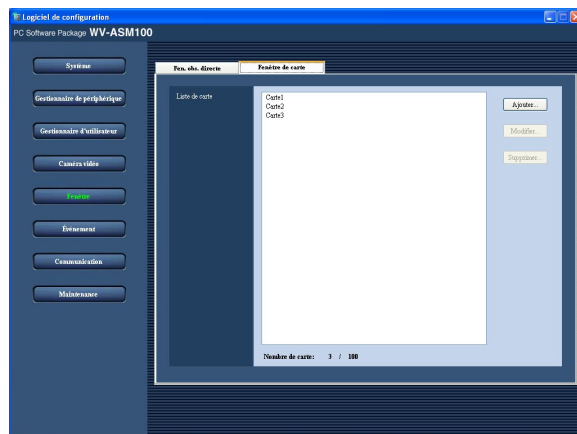 Logiciel de configuration
PC Software Package WV-ASM100
Système
Gestionnaire de périphérique
Gestionnaire d'utilisateur
Caméra vidéo
Fenêtre
Événement
Communication
Maintenance
Fen. obs. directe
Fenêtre de carte
Liste de carte
Carte1
Carte2
Carte3
Ajouter...
Modifier...
Supprimer...
Nombre de carte: 3 / 100